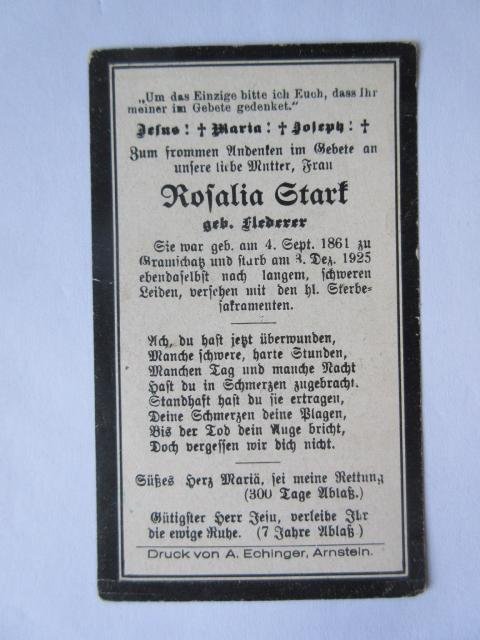 „Um das Einzige bitte ich Euch, dass Ihr
meiner im Gebete gedenket."
Jesus! † Maria! † Joseph! †
Zum frommen Andenken im Gebete an
unsere liebe Mutter, Frau
Rosalia Stark
geb. Flederer
Sie war geb. am 4. Sept. 1861 zu
Gramschatz und starb am 3. Dez. 1925
ebendaselbst nach langem, schweren
Leiden, versehen mit den hl. Sterbe-
sakramenten.
Ach, du hast jetzt überwunden,
Manche schwere, harte Stunden,
Manchen Tag und manche Nacht
Hast du in Schmerzen zugebracht.
Standhaft hast du sie ertragen,
Deine Schmerzen deine Plagen,
Bis der Tod dein Auge bricht,
Doch vergessen wir dich nicht.
Süßes Herz Mariä, sei meine Rettung
(300 Tage Ablaß.)
Gütigster Herr Jesu, verleihe Ihr
die ewige Ruhe. (7 Jahre Ablaß)
Druck von A. Echinger, Arnstein.